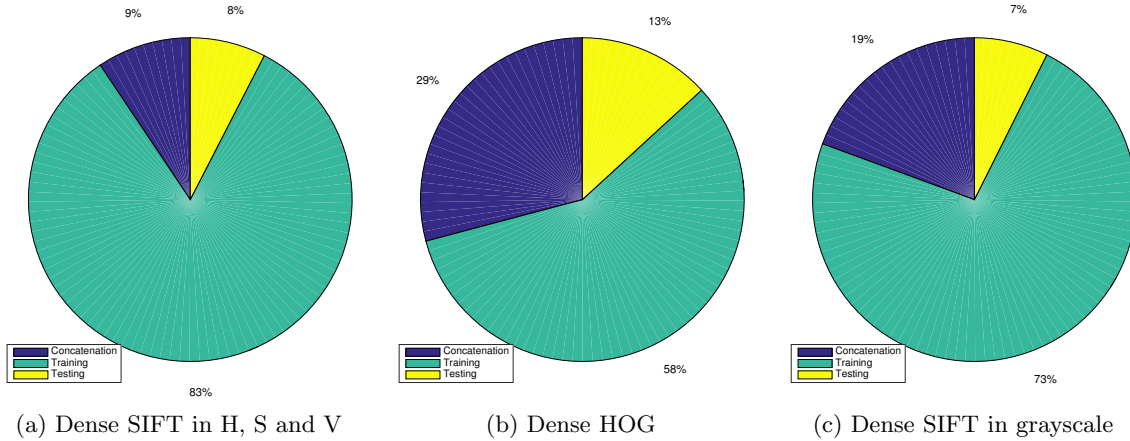 9%
8%
83%
Concatenation
Training
Testing
(a) Dense SIFT in H, S and V
29%
13%
58%
Concatenation
Training
Testing
(b) Dense HOG
19%
7%
73%
Concatenation
Training
Testing
(c) Dense SIFT in grayscale